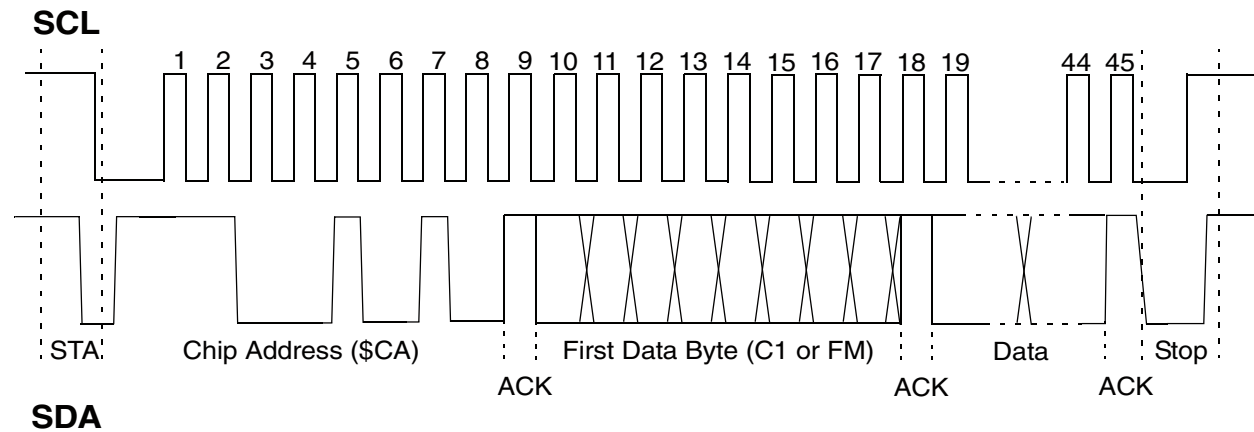 SCL
1 2 3 4 5 6 7 8 9 10 11 12 13 14 15 16 17 18 19 44 45
STA Chip Address ($CA) First Data Byte (C1 or FM) Data Stop
ACK ACK ACK
SDA